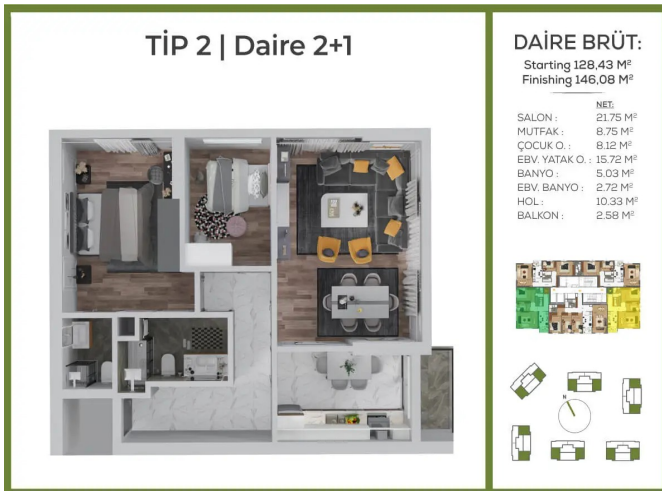 TİP 2 | Daire 2+1
DAİRE BRÜT:
Starting 128,43 M²
Finishing 146,08 M²
NET:
SALON : 21.75 M²
MUTFAK : 8.75 M²
ÇOCUK O. : 8.12 M²
EBV. YATAK O. : 15.72 M²
BANYO : 5.03 M²
EBV. BANYO : 2.72 M²
HOL : 10.33 M²
BALKON : 2.58 M²
N